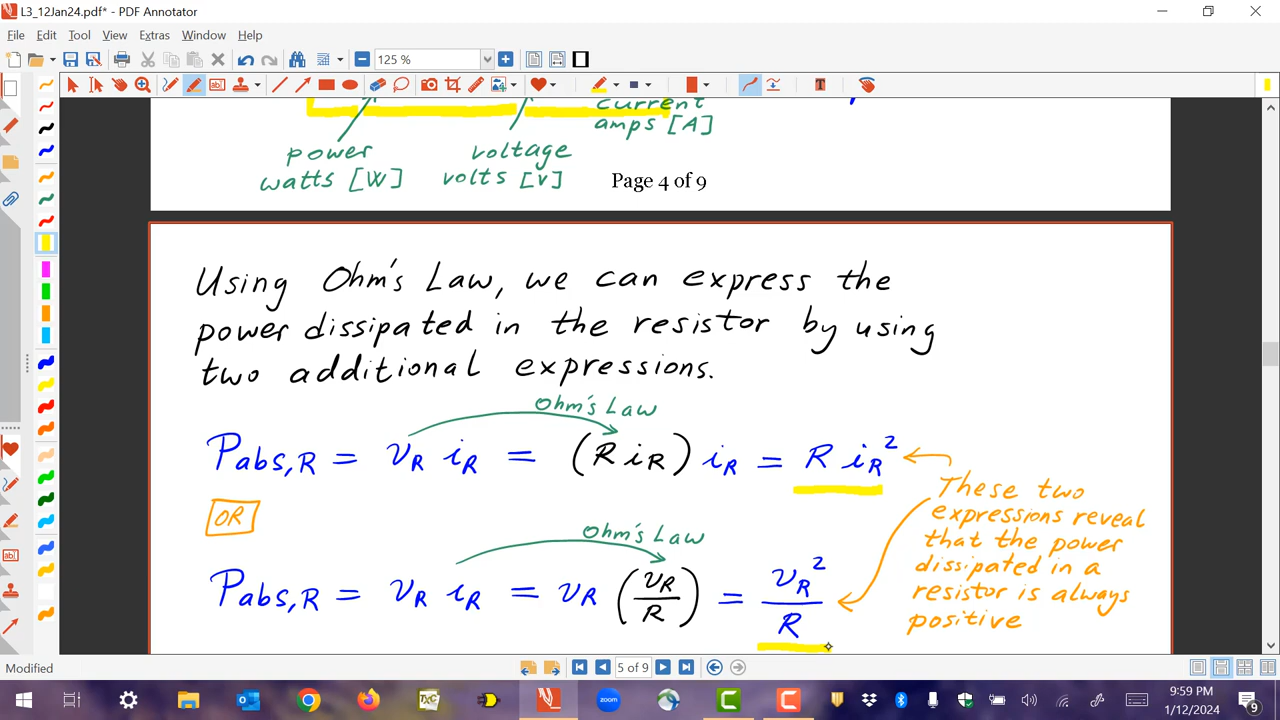 L3_12Jan24.pdf* - PDF Annotator
File Edit Tool View Extras Window Help
125 %
current
amps [A]
power
watts [W]
voltage
volts [V]
Page 4 of 9
Using Ohm's Law, we can express the
power dissipated in the resistor by using
two additional expressions.
Ohm's Law
Pabs,R = vR iR = (R iR) iR = R iR²
OR
These two
expressions reveal
that the power
dissipated in a
resistor is always
positive
Ohm's Law
Pabs,R = vR iR = vR (vR/R) = vR²/R
Modified
5 of 9
9:59 PM
1/12/2024